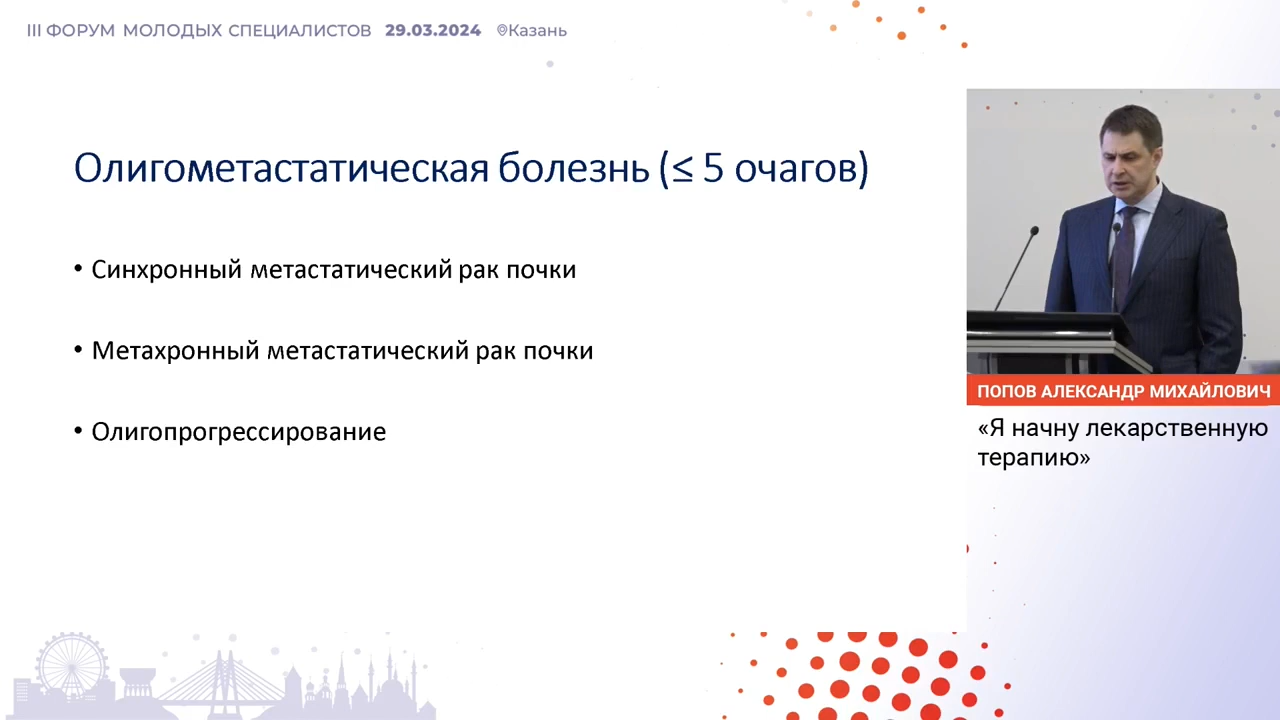 III ФОРУМ МОЛОДЫХ СПЕЦИАЛИСТОВ 29.03.2024 Казань
Олигометастатическая болезнь (≤ 5 очагов)
• Синхронный метастатический рак почки
• Метахронный метастатический рак почки
• Олигопрогрессирование
ПОПОВ АЛЕКСАНДР МИХАЙЛОВИЧ
«Я начну лекарственную
терапию»